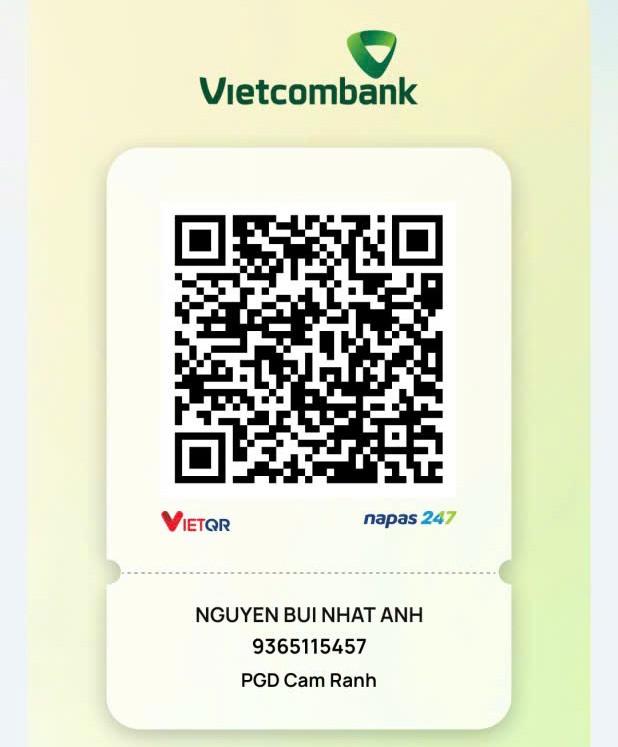 Vietcombank
VIETQR
napas 247
NGUYEN BUI NHAT ANH
9365115457
PGD Cam Ranh